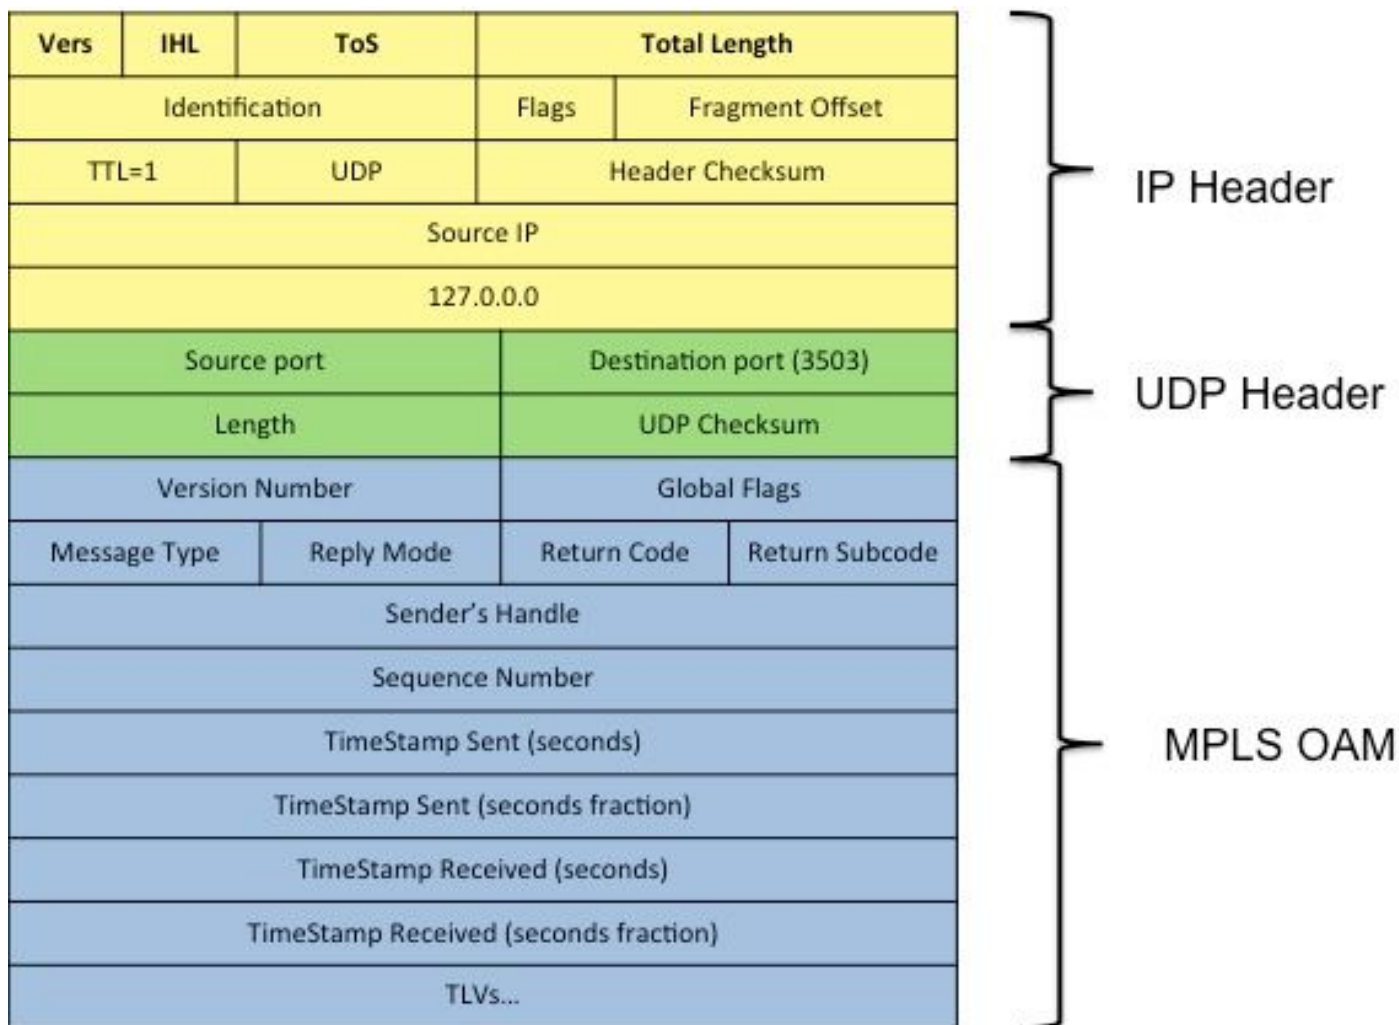 Vers IHL ToS Total Length
Identification Flags Fragment Offset
TTL=1 UDP Header Checksum
IP Header
Source IP
127.0.0.0
Source port Destination port (3503)
UDP Header
Length UDP Checksum
Version Number Global Flags
Message Type Reply Mode Return Code Return Subcode
Sender's Handle
Sequence Number
TimeStamp Sent (seconds)
MPLS OAM
TimeStamp Sent (seconds fraction)
TimeStamp Received (seconds)
TimeStamp Received (seconds fraction)
TLVs...